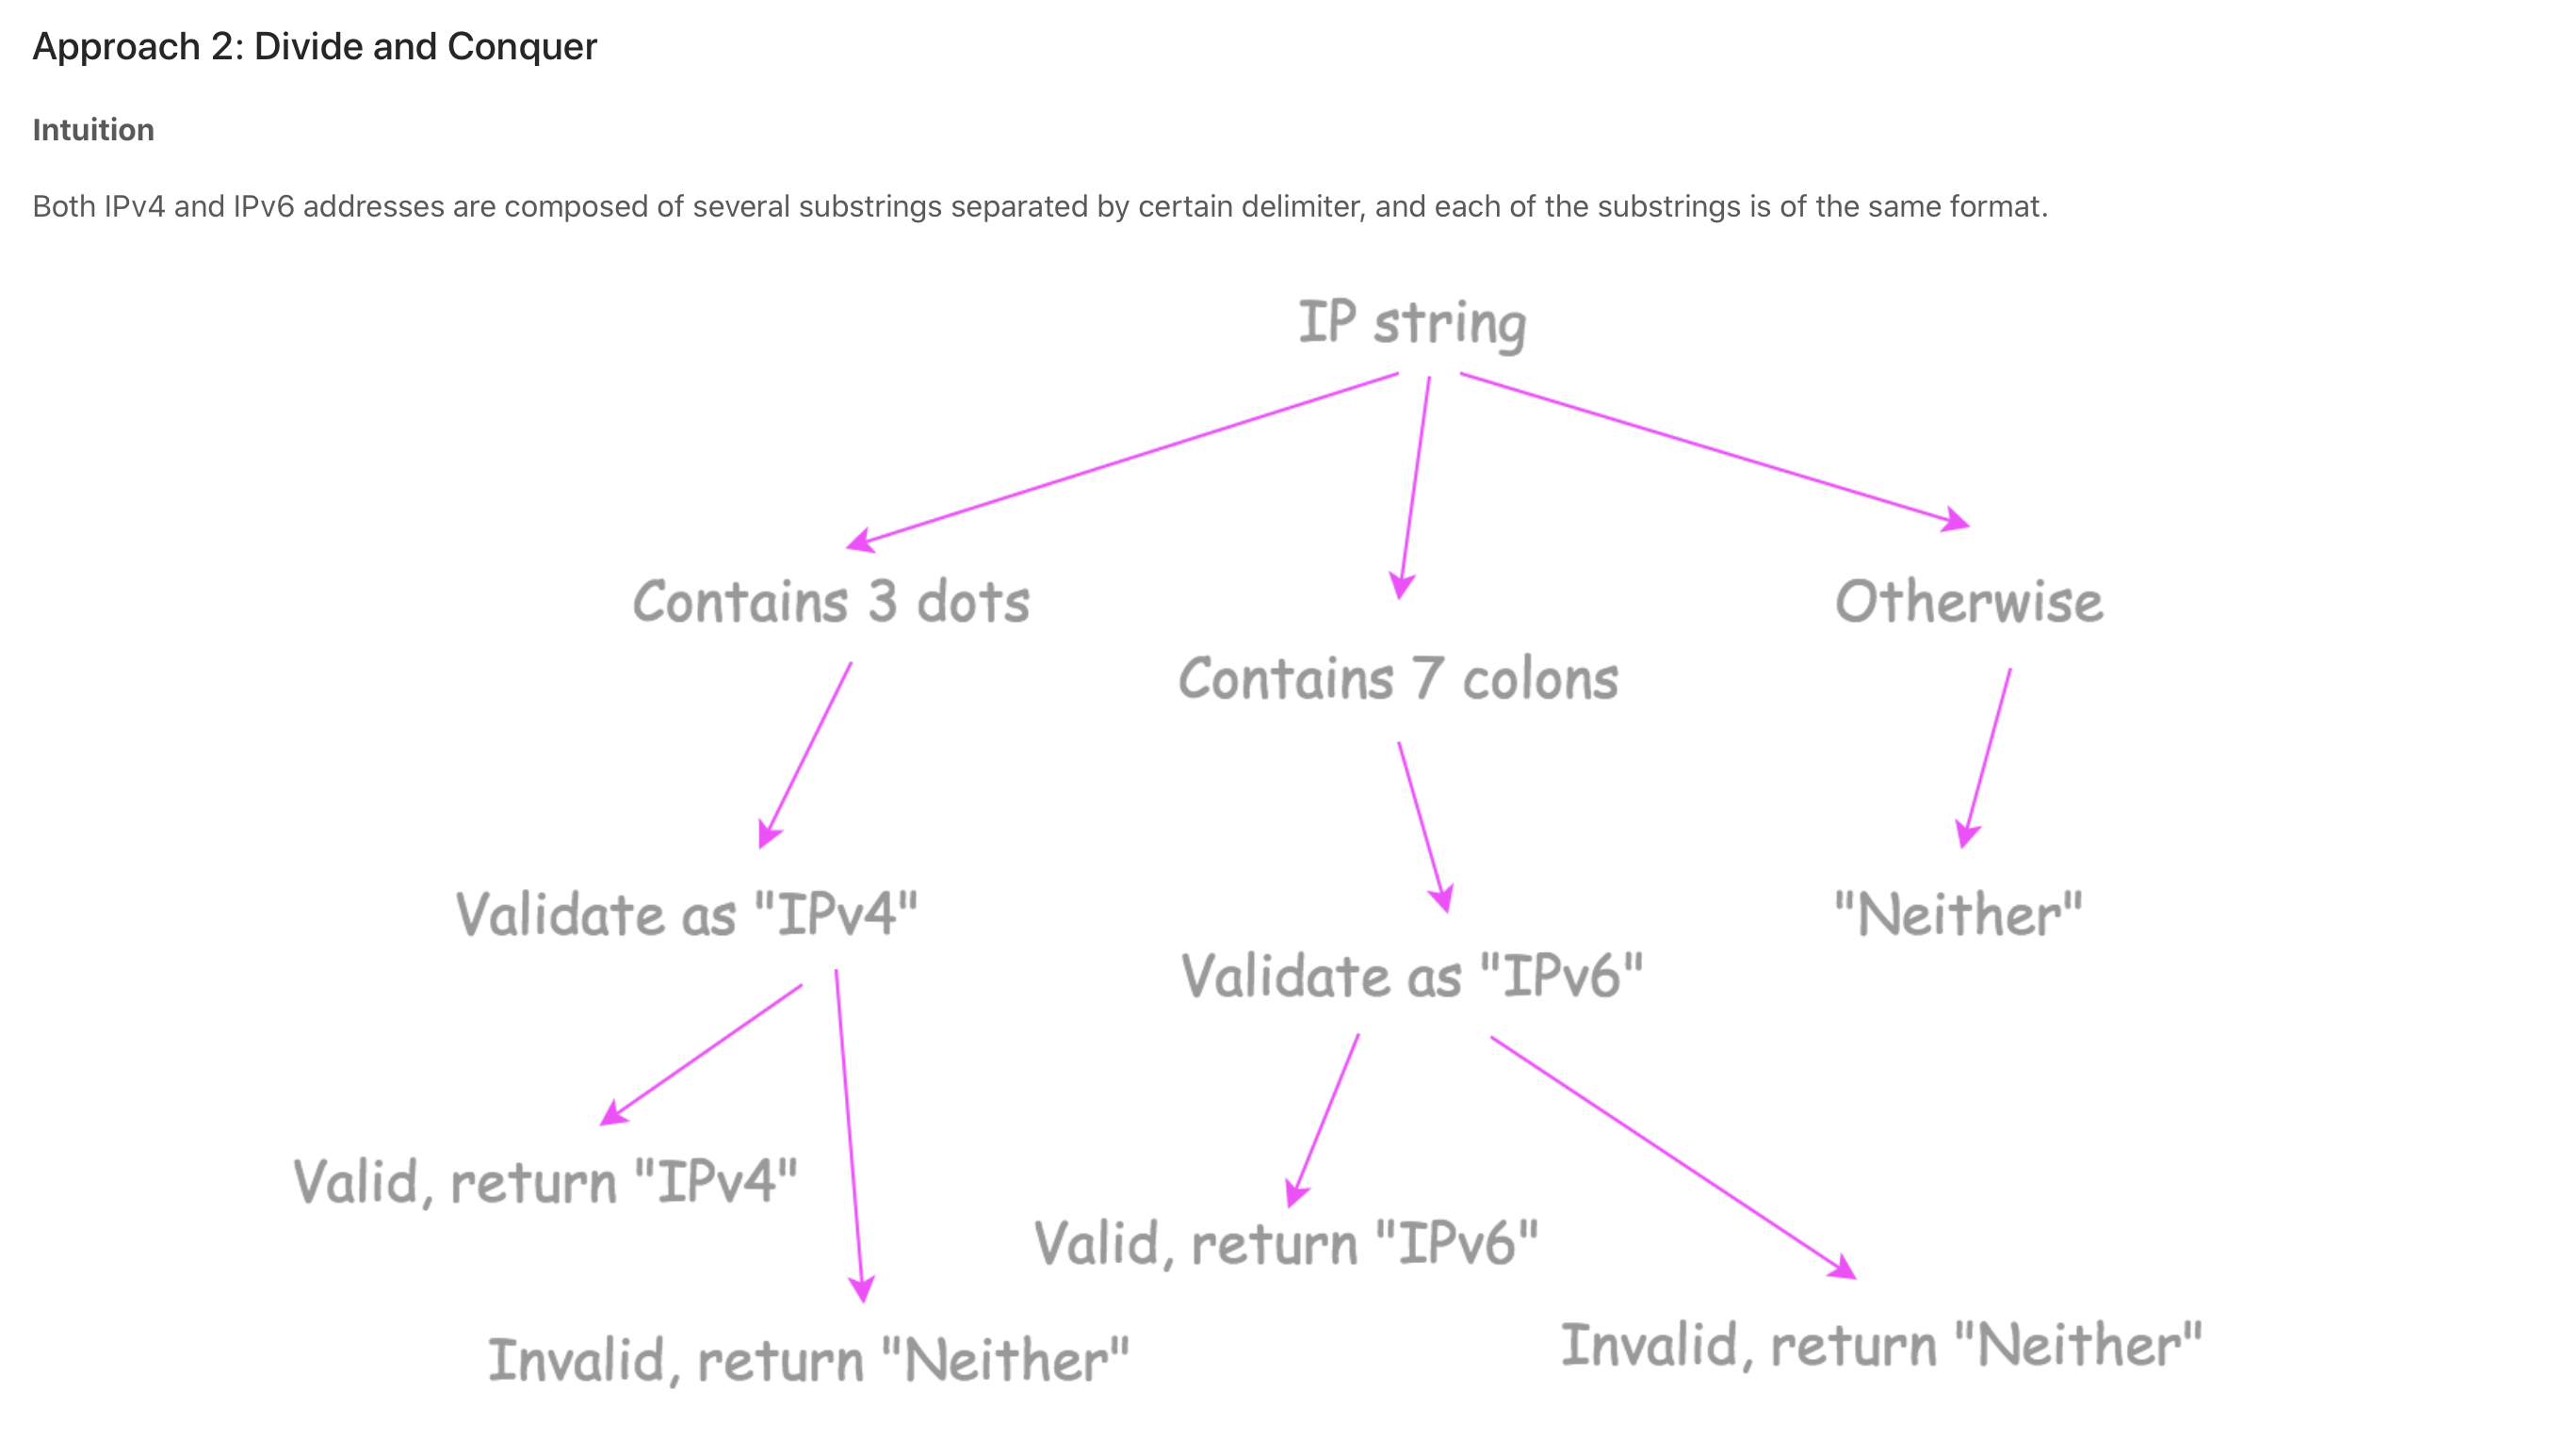 Approach 2: Divide and Conquer
Intuition
Both IPv4 and IPv6 addresses are composed of several substrings separated by certain delimiter, and each of the substrings is of the same format.
IP string
Contains 3 dots
Otherwise
Contains 7 colons
Validate as "IPv4"
"Neither"
Validate as "IPv6"
Valid, return "IPv4"
Valid, return "IPv6"
Invalid, return "Neither"
Invalid, return "Neither"